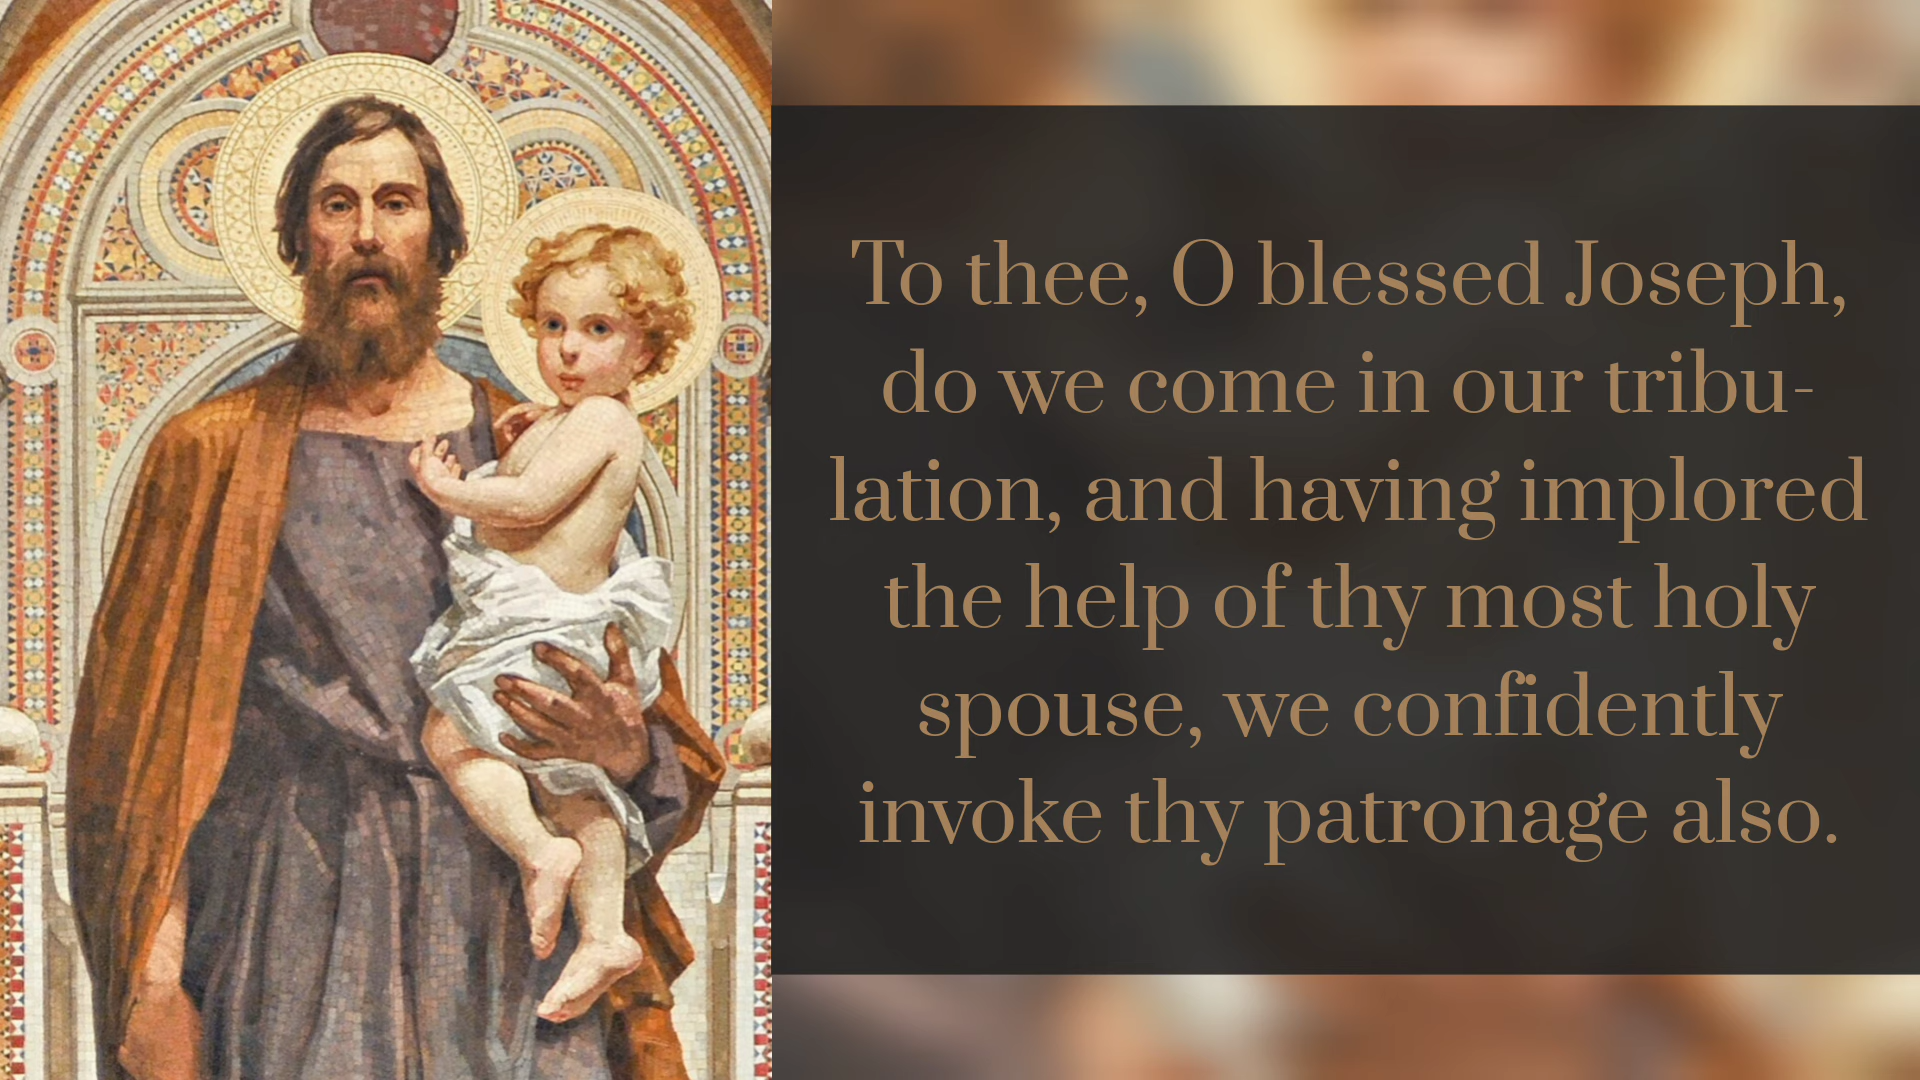 To thee, O blessed Joseph,
do we come in our tribu-
lation, and having implored
the help of thy most holy
spouse, we confidently
invoke thy patronage also.